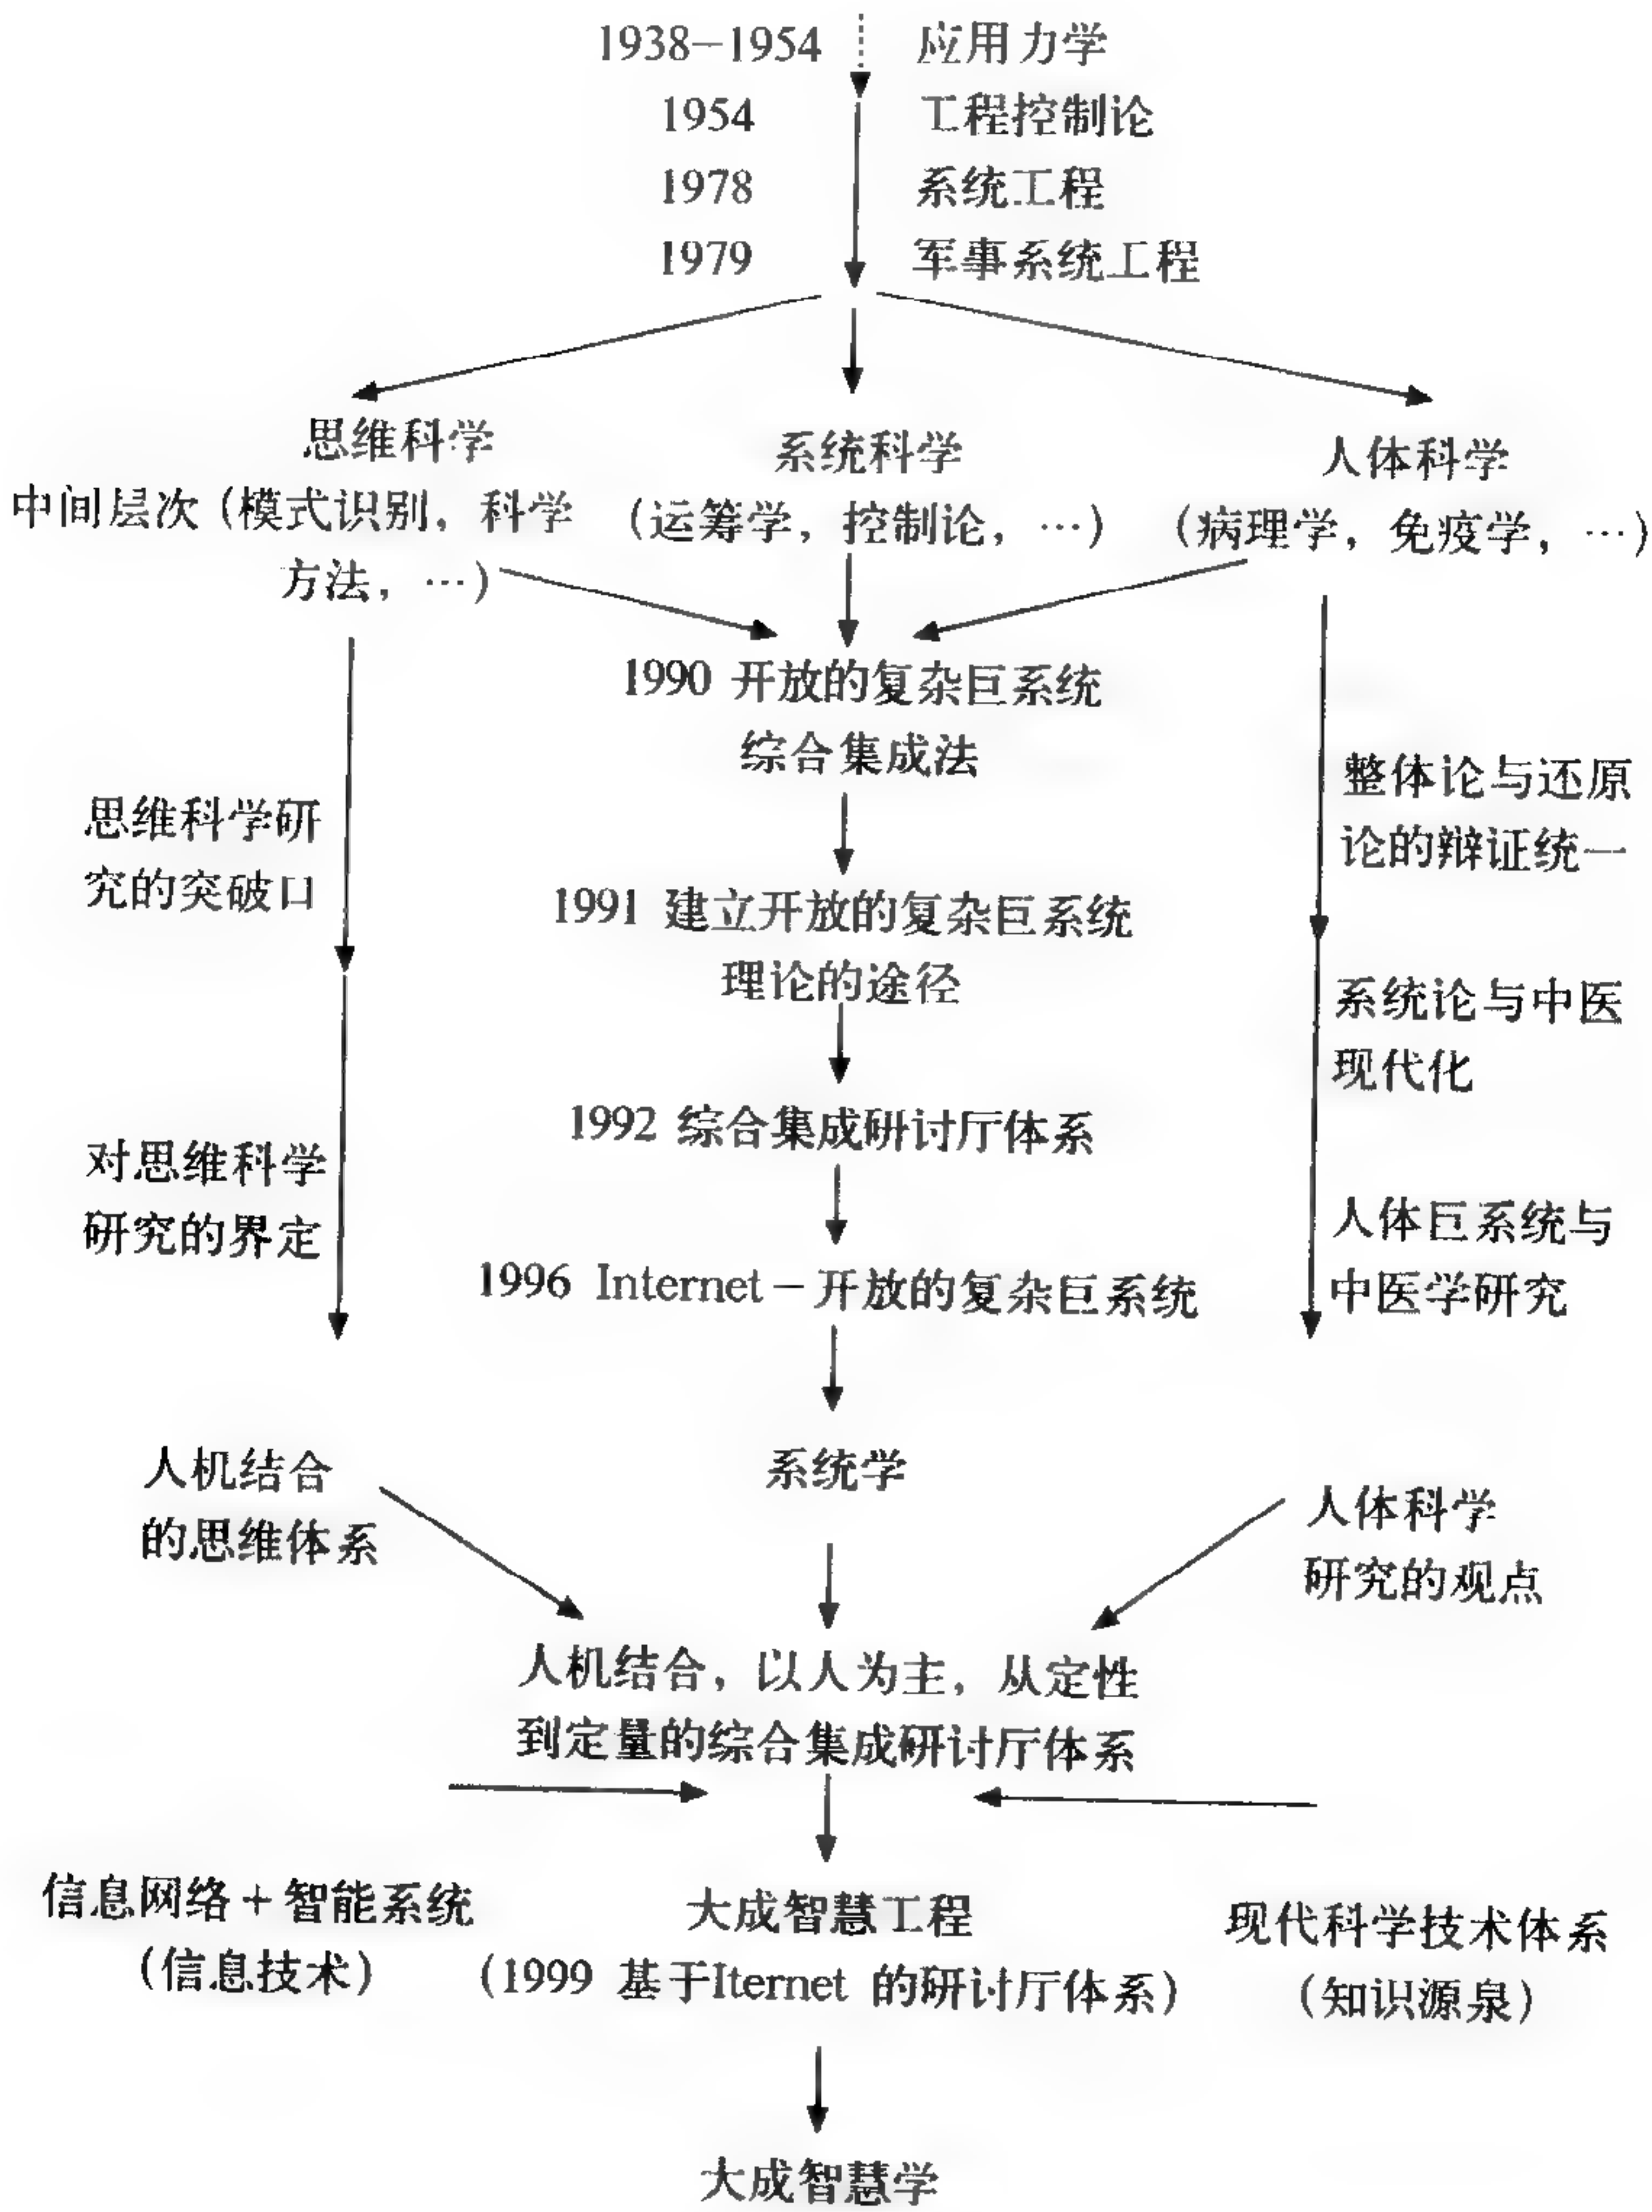 1938-1954 应用力学
1954 工程控制论
1978 系统工程
1979 军事系统工程
思维科学
中间层次(模式识别，科学
方法，…)
系统科学
(运筹学，控制论，…)
人体科学
(病理学，免疫学，…)
1990 开放的复杂巨系统
综合集成法
思维科学研
究的突破口
整体论与还原
论的辩证统一
1991 建立开放的复杂巨系统
理论的途径
系统论与中医
现代化
1992 综合集成研讨厅体系
对思维科学
研究的界定
人体巨系统与
中医学研究
1996 Internet－开放的复杂巨系统
人机结合
的思维体系
系统学
人体科学
研究的观点
人机结合，以人为主，从定性
到定量的综合集成研讨厅体系
信息网络+智能系统
(信息技术)
大成智慧工程
(1999 基于Iternet 的研讨厅体系)
现代科学技术体系
(知识源泉)
大成智慧学